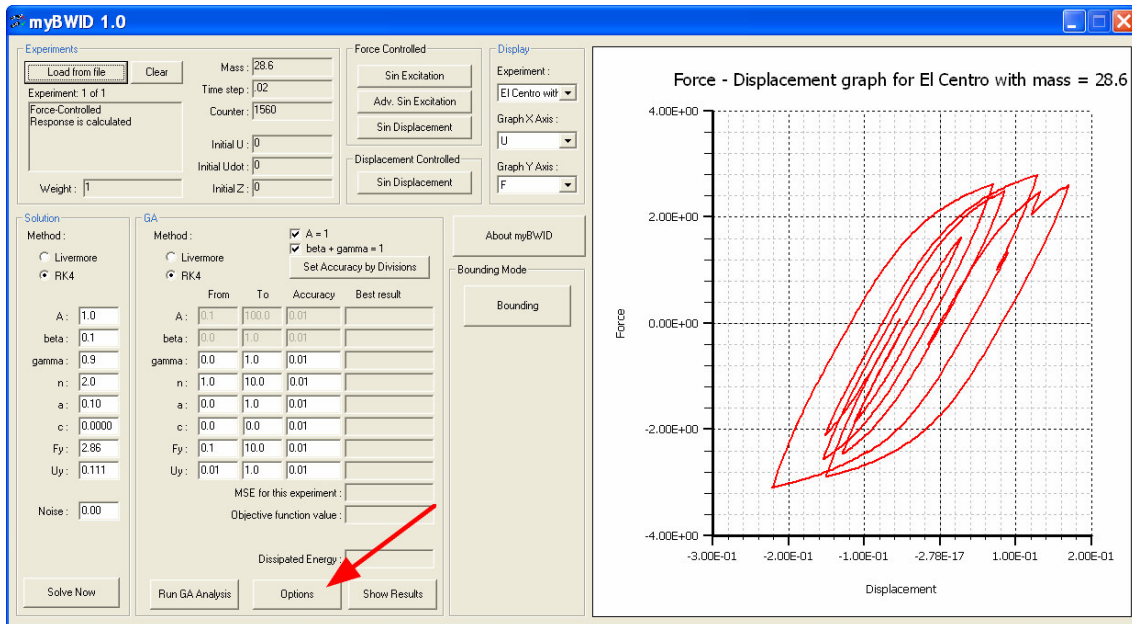 myBWID 1.0
Experiments
Load from file
Clear
Experiment: 1 of 1
Force-Controlled
Response is calculated
Weight : 1
Mass : 28.6
Time step : .02
Counter : 1560
Initial U : 0
Initial Udot : 0
Initial Z : 0
Force Controlled
Sin Excitation
Adv. Sin Excitation
Sin Displacement
Displacement Controlled
Sin Displacement
Display
Experiment :
El Centro with
Graph X Axis :
U
Graph Y Axis :
F
Solution
Method :
Livermore
RK4
A : 1.0
beta : 0.1
gamma : 0.9
n : 2.0
a : 0.10
c : 0.0000
Fy : 2.86
Uy : 0.111
Noise : 0.00
Solve Now
GA
Method :
Livermore
RK4
A = 1
beta + gamma = 1
Set Accuracy by Divisions
From To Accuracy Best result
A : 0.1 100.0 0.01
beta : 0.0 1.0 0.01
gamma : 0.0 1.0 0.01
n : 1.0 10.0 0.01
a : 0.0 1.0 0.01
c : 0.0 0.0 0.01
Fy : 0.1 10.0 0.01
Uy : 0.01 1.0 0.01
MSE for this experiment :
Objective function value :
Dissipated Energy :
Run GA Analysis
Options
Show Results
About myBWID
Bounding Mode
Bounding
Force - Displacement graph for El Centro with mass = 28.6
4.00E+00
2.00E+00
0.00E+00
-2.00E+00
-4.00E+00
Force
-3.00E-01 -2.00E-01 -1.00E-01 -2.78E-17 1.00E-01 2.00E-01
Displacement